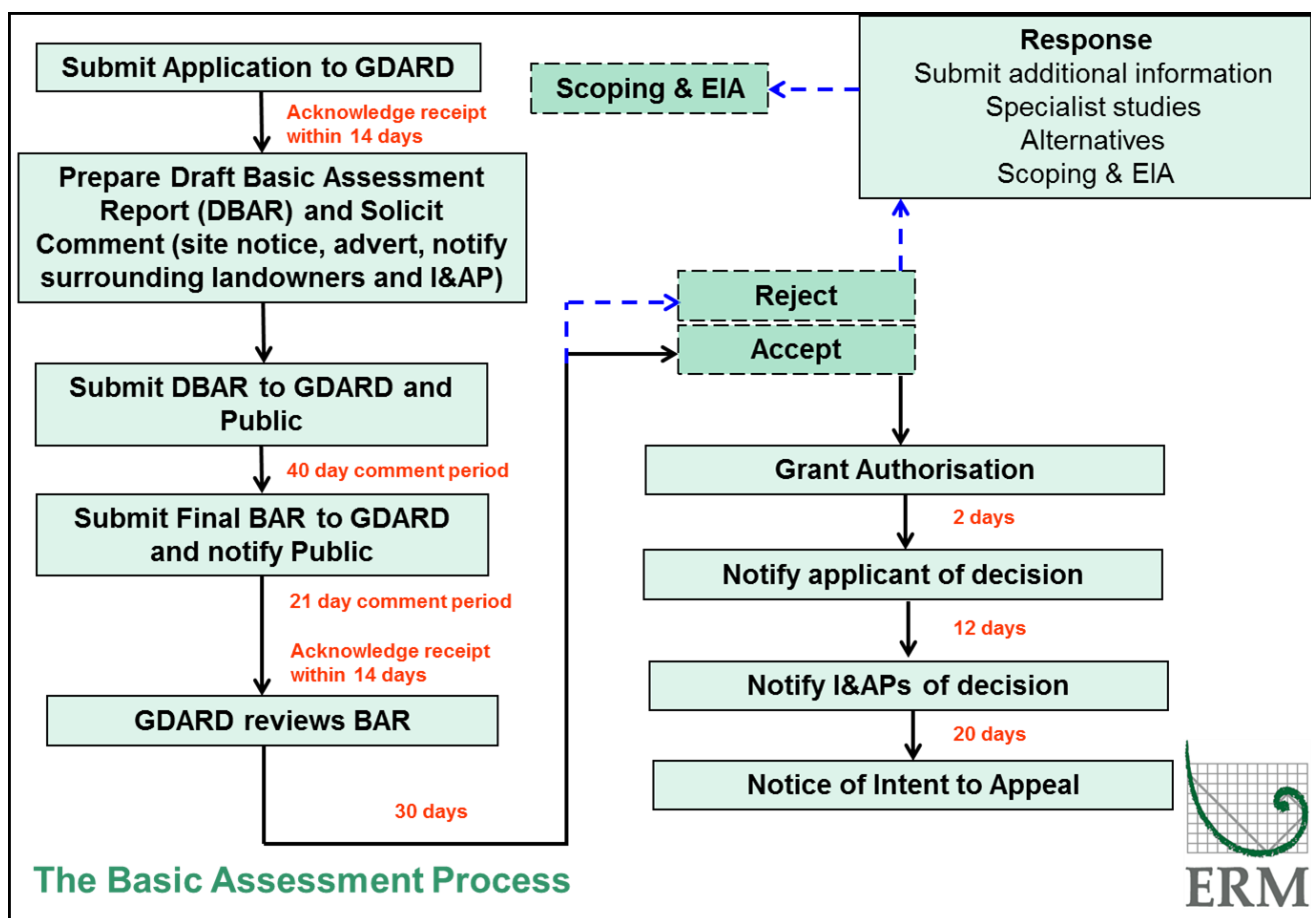 Submit Application to GDARD
Acknowledge receipt
within 14 days
Prepare Draft Basic Assessment
Report (DBAR) and Solicit
Comment (site notice, advert, notify
surrounding landowners and I&AP)
Submit DBAR to GDARD and
Public
40 day comment period
Submit Final BAR to GDARD
and notify Public
21 day comment period
Acknowledge receipt
within 14 days
GDARD reviews BAR
30 days
Scoping & EIA
Response
Submit additional information
Specialist studies
Alternatives
Scoping & EIA
Reject
Accept
Grant Authorisation
2 days
Notify applicant of decision
12 days
Notify I&APs of decision
20 days
Notice of Intent to Appeal
The Basic Assessment Process
ERM